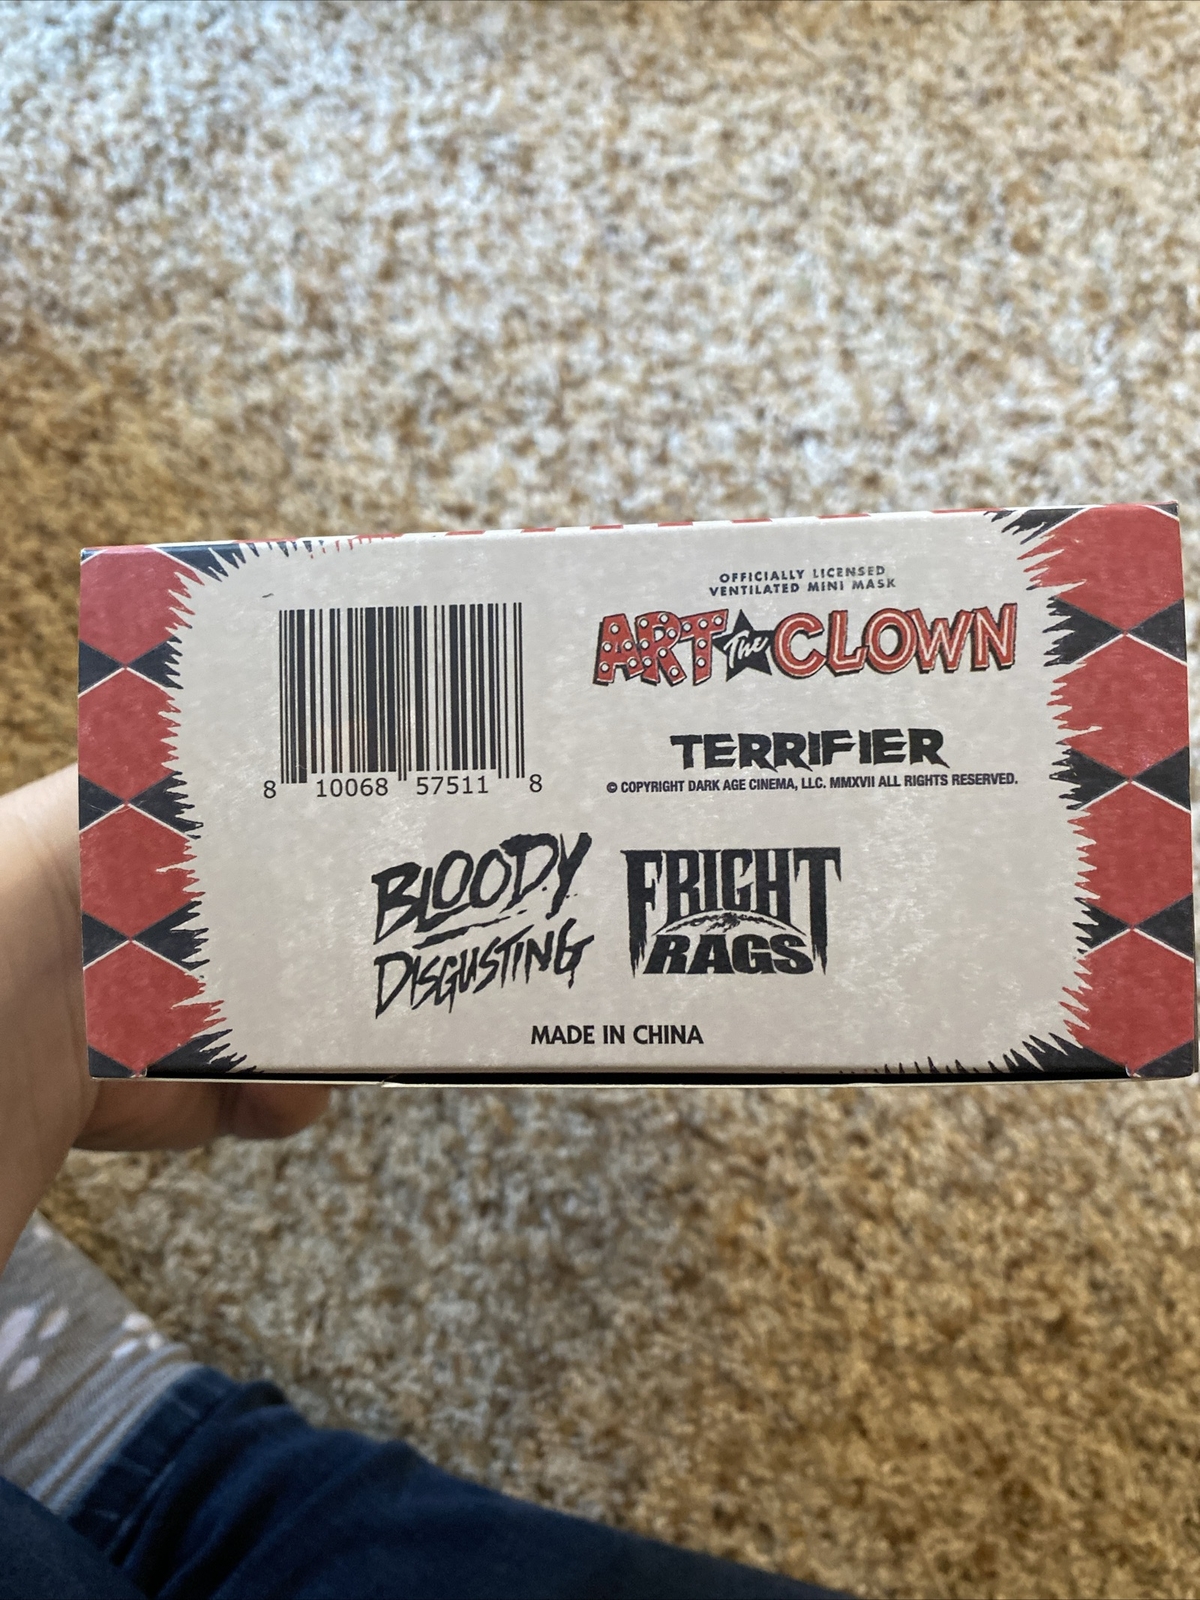 OFFICIALLY LICENSED
VENTILATED MINI MASK
ART The CLOWN
TERRIFIER
© COPYRIGHT DARK AGE CINEMA, LLC. MMXVII ALL RIGHTS RESERVED.
8 10068 57511 8
BLOODY
DISGUSTING
FRIGHT
RAGS
MADE IN CHINA